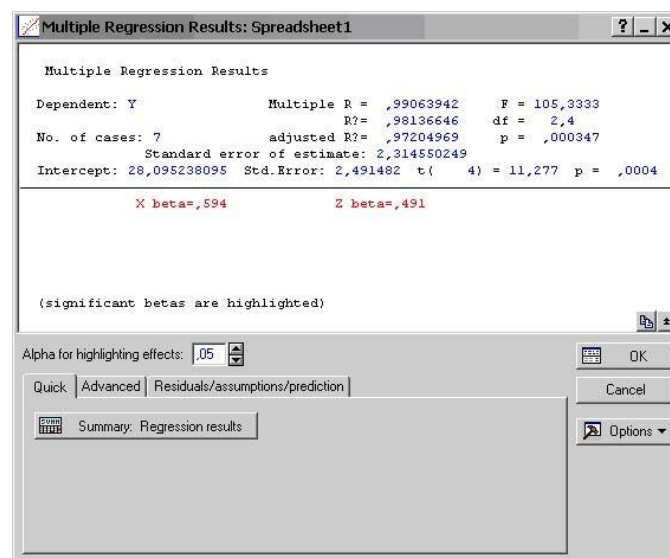 Multiple Regression Results: Spreadsheet1
Multiple Regression Results
Dependent: Y Multiple R = ,99063942 F = 105,3333
R?= ,98136646 df = 2,4
No. of cases: 7 adjusted R?= ,97204969 p = ,000347
Standard error of estimate: 2,314550249
Intercept: 28,095238095 Std.Error: 2,491482 t( 4) = 11,277 p = ,0004
X beta=,594 Z beta=,491
(significant betas are highlighted)
Alpha for highlighting effects: ,05
OK
Quick Advanced Residuals/assumptions/prediction
Cancel
Summary: Regression results
Options